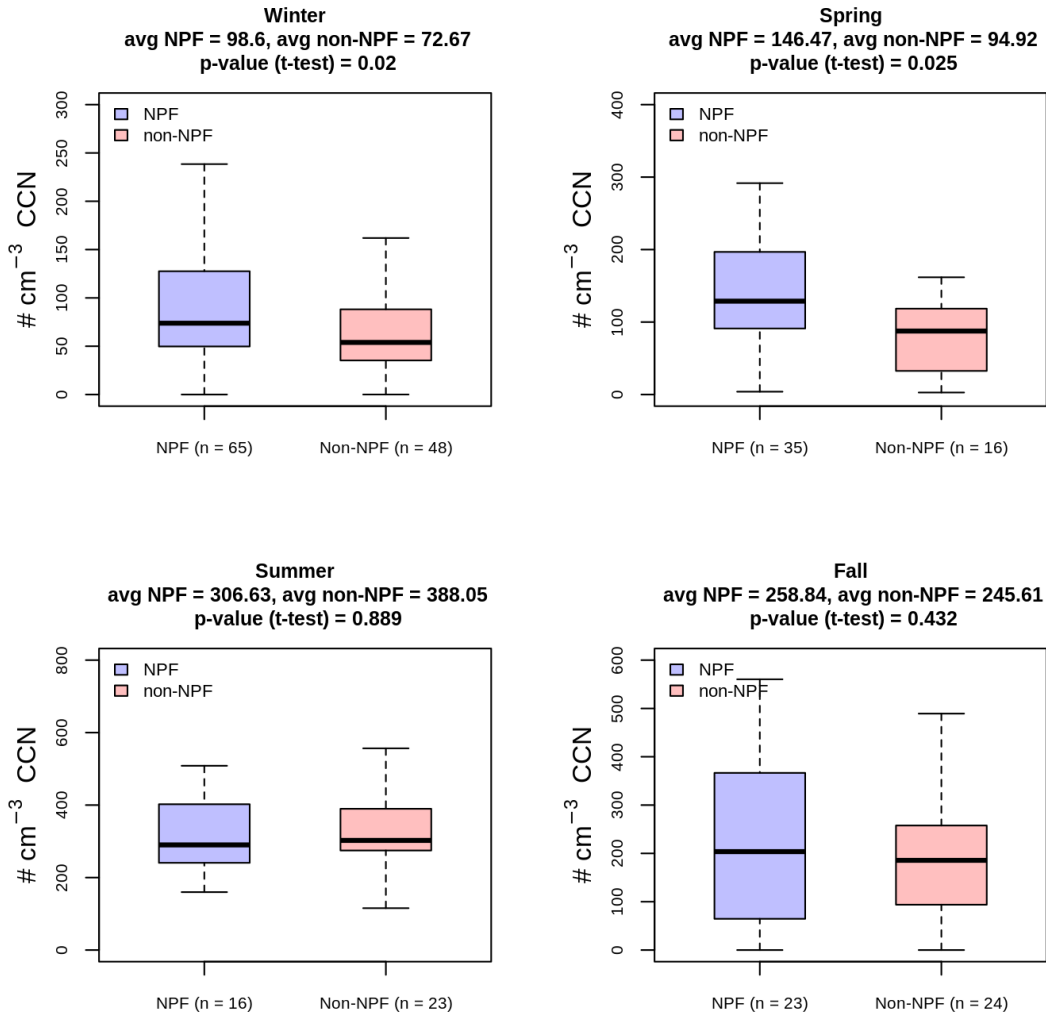 Winter
avg NPF = 98.6, avg non-NPF = 72.67
p-value (t-test) = 0.02
300
250
200
150
100
50
0
# cm⁻³ CCN
NPF
non-NPF
NPF (n = 65)
Non-NPF (n = 48)
Spring
avg NPF = 146.47, avg non-NPF = 94.92
p-value (t-test) = 0.025
400
300
200
100
0
# cm⁻³ CCN
NPF
non-NPF
NPF (n = 35)
Non-NPF (n = 16)
Summer
avg NPF = 306.63, avg non-NPF = 388.05
p-value (t-test) = 0.889
800
600
400
200
0
# cm⁻³ CCN
NPF
non-NPF
NPF (n = 16)
Non-NPF (n = 23)
Fall
avg NPF = 258.84, avg non-NPF = 245.61
p-value (t-test) = 0.432
600
500
400
300
200
100
0
# cm⁻³ CCN
NPF
non-NPF
NPF (n = 23)
Non-NPF (n = 24)